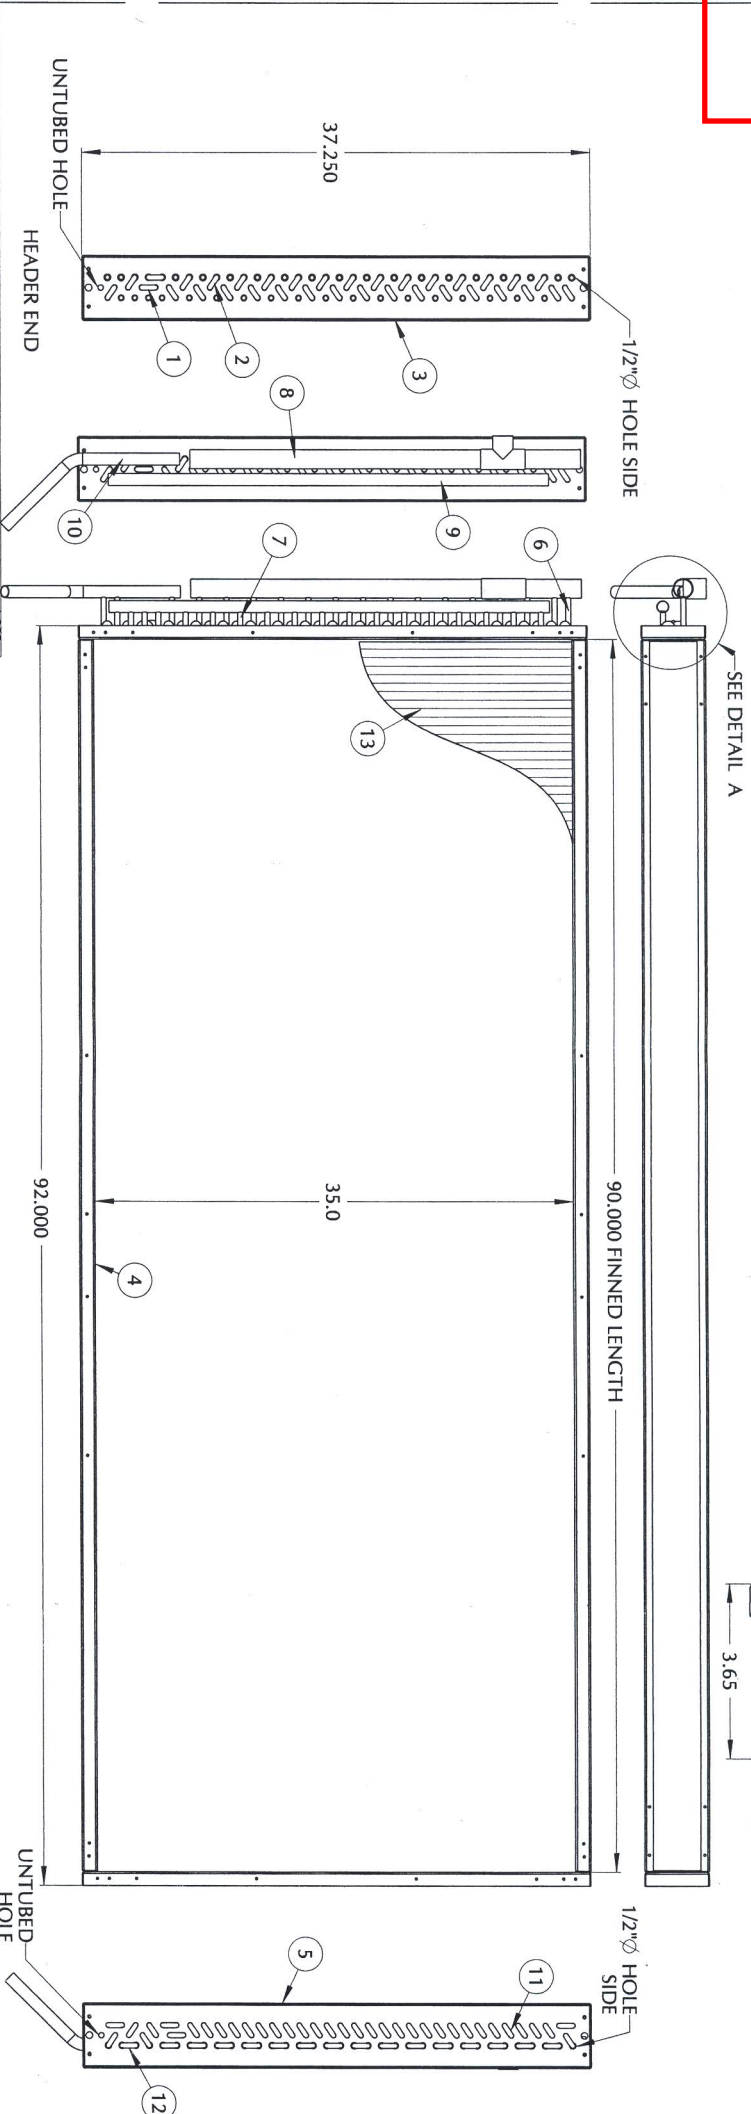 37.250
UNTUBED HOLE
HEADER END
1/2"Ø HOLE SIDE
1
2
3
8
9
10
7
6
SEE DETAIL A
13
90.000 FINNED LENGTH
35.0
92.000
4
3.65
5
11
12
1/2"Ø HOLE
SIDE
UNTUBED
HOLE